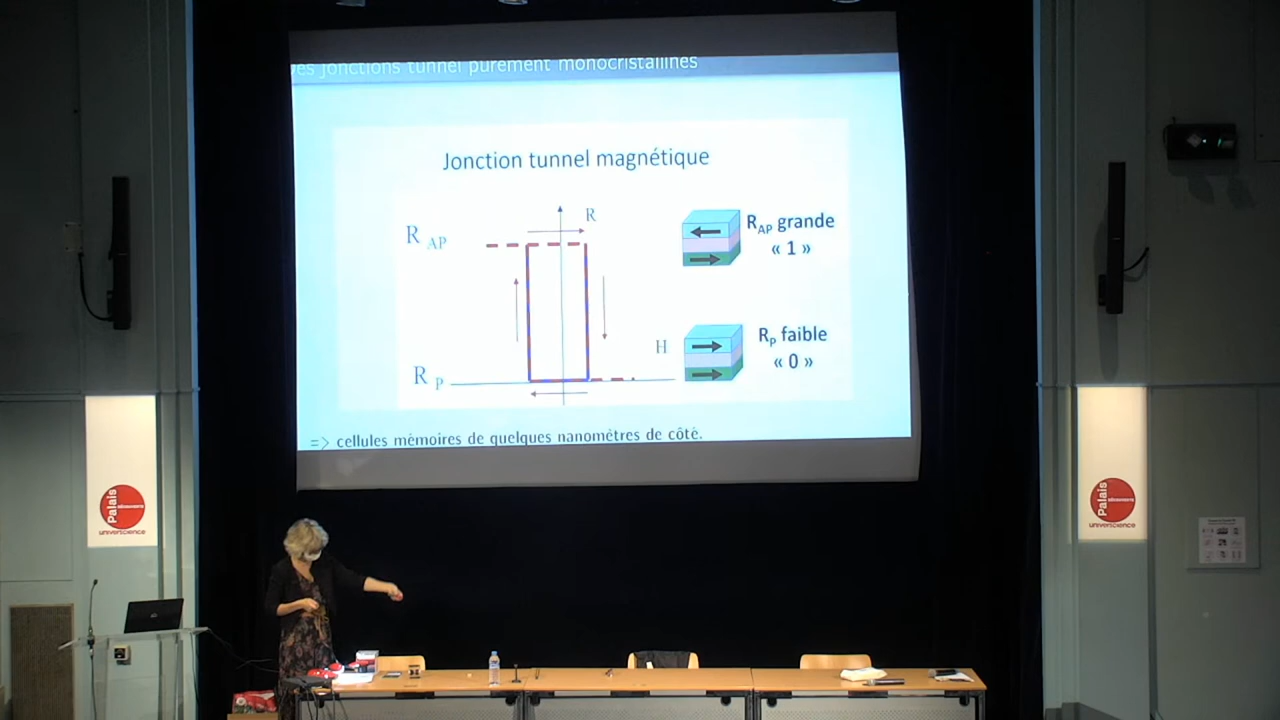 des jonctions tunnel purement monocristallines
Jonction tunnel magnétique
R
R AP
R AP grande
« 1 »
R P faible
« 0 »
H
R P
=> cellules mémoires de quelques nanomètres de côté.
Palais
découverte
universcience
Palais
découverte
universcience